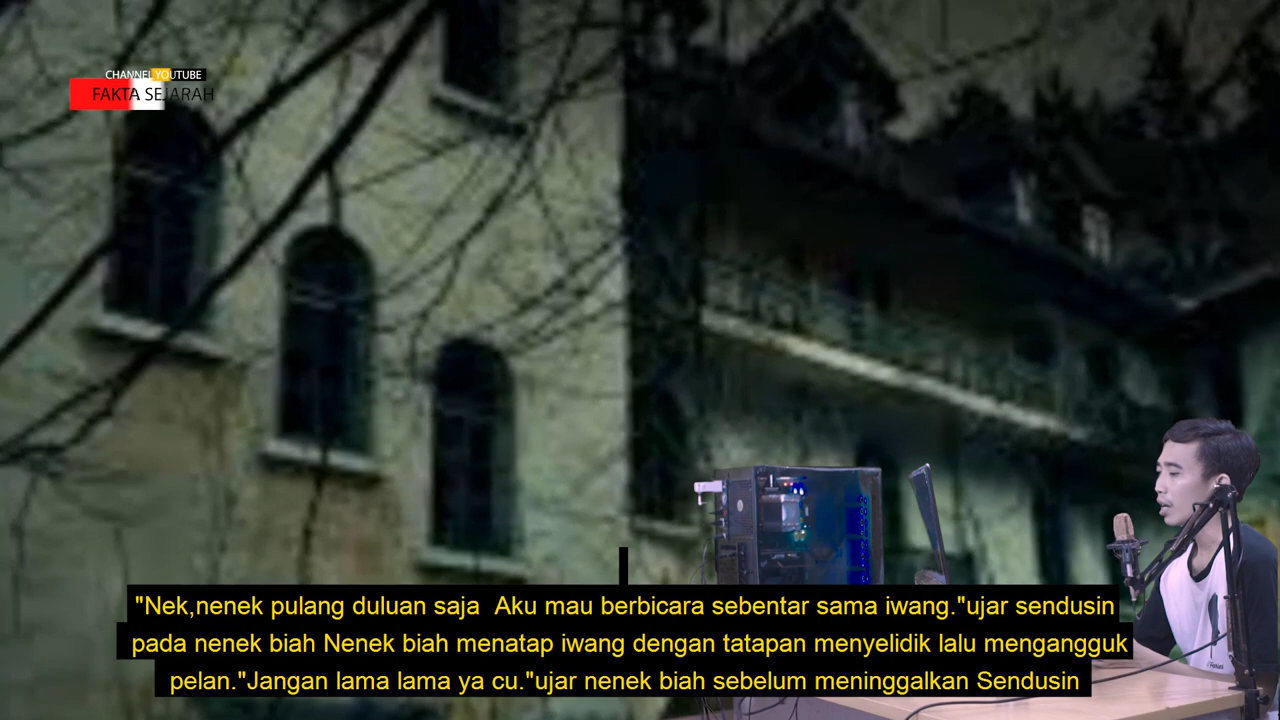 CHANNEL YOUTUBE
FAKTA SEJARAH
"Nek,nenek pulang duluan saja  Aku mau berbicara sebentar sama iwang."ujar sendusin
pada nenek biah Nenek biah menatap iwang dengan tatapan menyelidik lalu mengangguk
pelan."Jangan lama lama ya cu."ujar nenek biah sebelum meninggalkan Sendusin